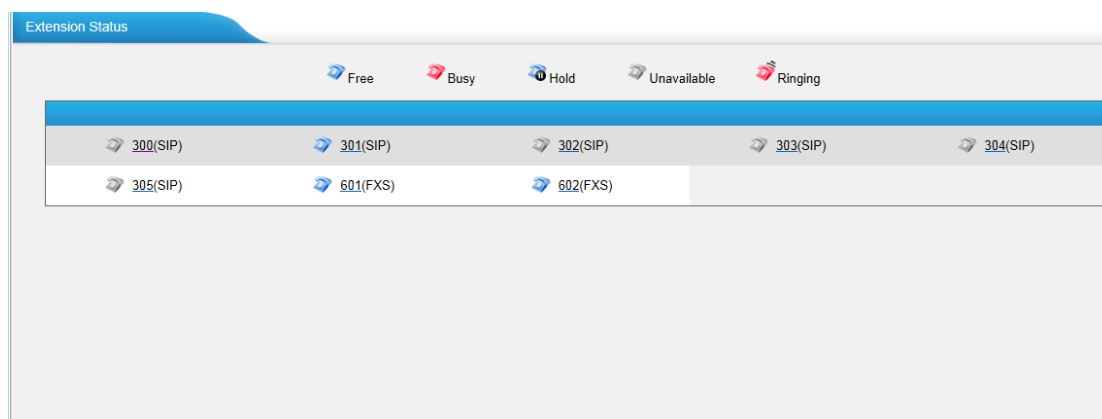 Extension Status
Free Busy Hold Unavailable Ringing
300(SIP) 301(SIP) 302(SIP) 303(SIP) 304(SIP)
305(SIP) 601(FXS) 602(FXS)